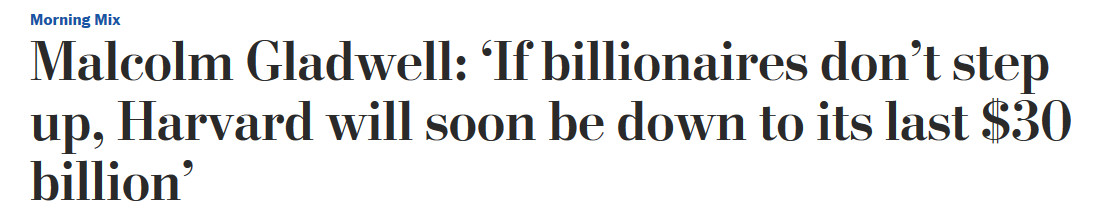 Morning Mix
Malcolm Gladwell: ‘If billionaires don’t step
up, Harvard will soon be down to its last $30
billion’